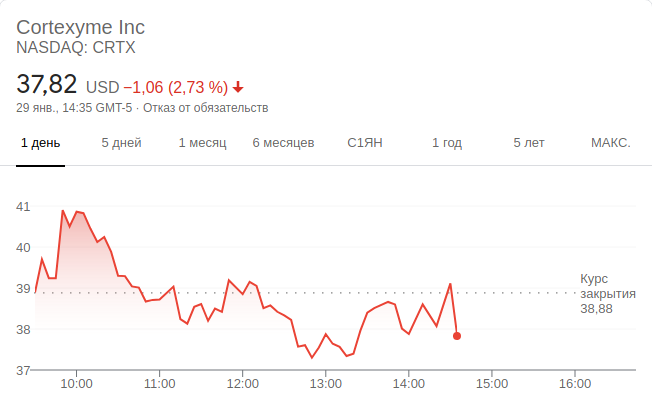 Cortexyme Inc
NASDAQ: CRTX
37,82 USD −1,06 (2,73 %)
29 янв., 14:35 GMT-5 · Отказ от обязательств
1 день 5 дней 1 месяц 6 месяцев С1ЯН 1 год 5 лет МАКС.
41
40
39
38
37
Курс
закрытия
38,88
10:00 11:00 12:00 13:00 14:00 15:00 16:00